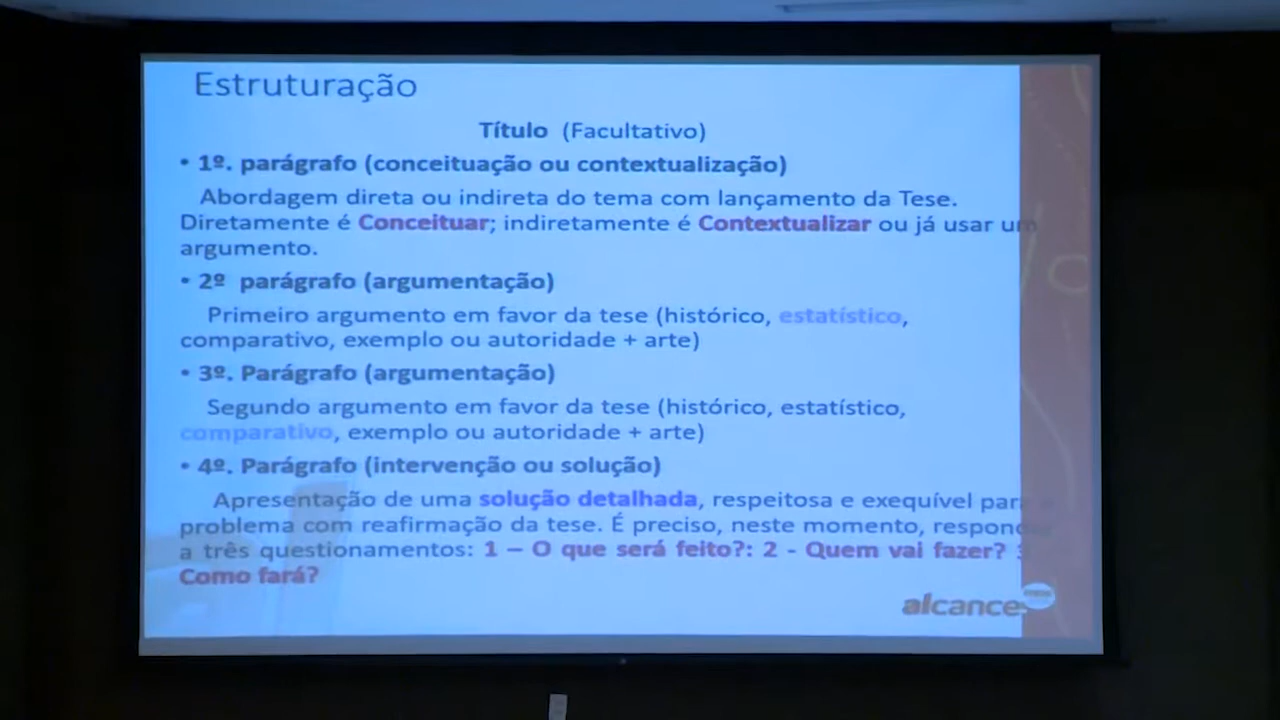 Estruturação
Título (Facultativo)
• 1º. parágrafo (conceituação ou contextualização)
Abordagem direta ou indireta do tema com lançamento da Tese.
Diretamente é Conceituar; indiretamente é Contextualizar ou já usar um
argumento.
• 2º parágrafo (argumentação)
Primeiro argumento em favor da tese (histórico, estatístico,
comparativo, exemplo ou autoridade + arte)
• 3º. Parágrafo (argumentação)
Segundo argumento em favor da tese (histórico, estatístico,
comparativo, exemplo ou autoridade + arte)
• 4º. Parágrafo (intervenção ou solução)
Apresentação de uma solução detalhada, respeitosa e exequível
problema com reafirmação da tese. É preciso, neste momento,
a três questionamentos: 1 – O que será feito?: 2 - Quem vai fazer?
Como fará?
alcance